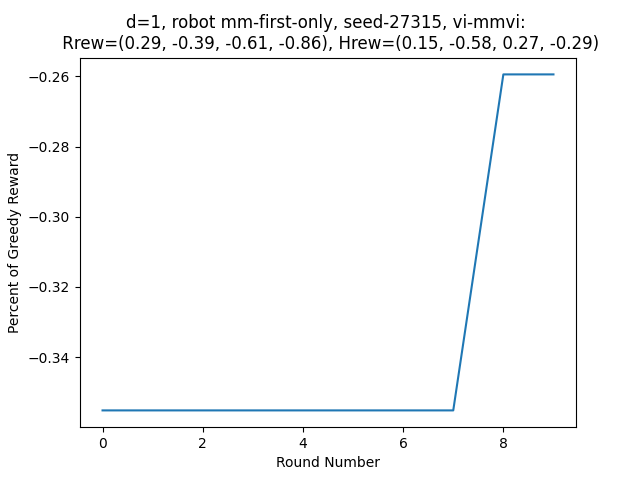 d=1, robot mm-first-only, seed-27315, vi-mmvi:
Rrew=(0.29, -0.39, -0.61, -0.86), Hrew=(0.15, -0.58, 0.27, -0.29)
−0.26
−0.28
−0.30
−0.32
−0.34
Percent of Greedy Reward
0 2 4 6 8
Round Number